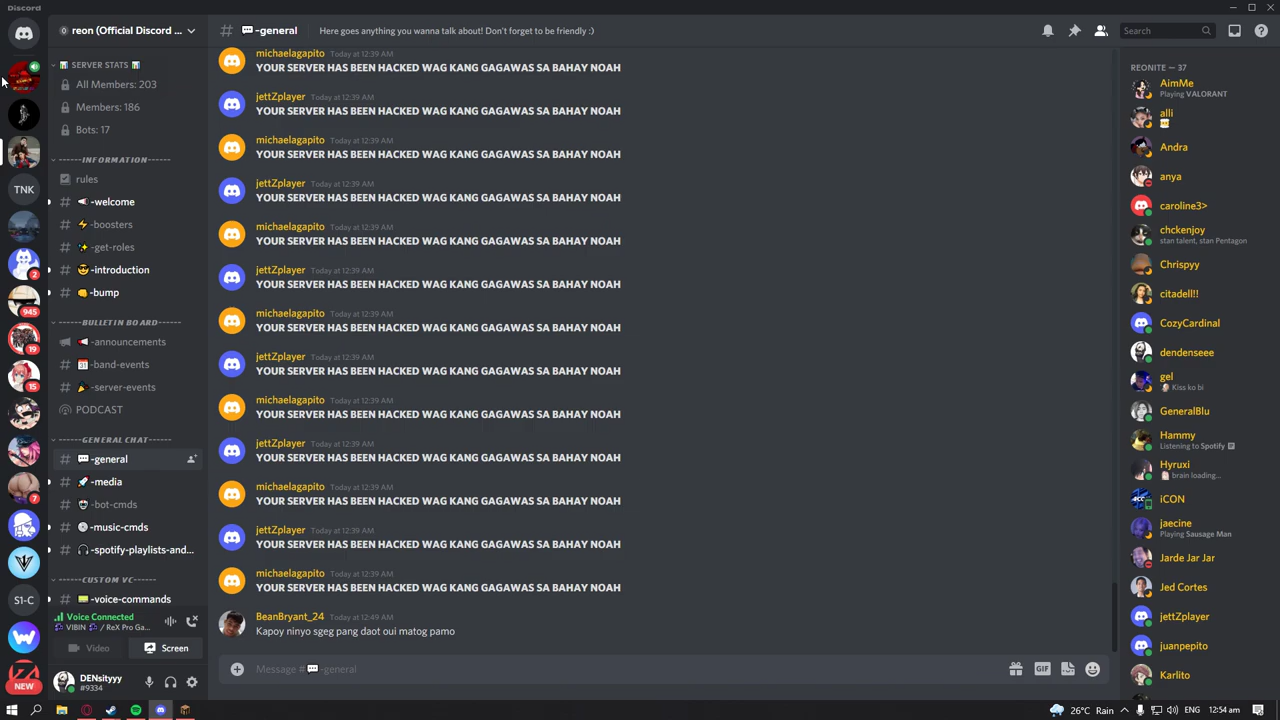 Discord
reon (Official Discord ...
-general
Here goes anything you wanna talk about! Don't forget to be friendly :)
Search
SERVER STATS
All Members: 203
Members: 186
Bots: 17
------INFORMATION------
rules
-welcome
-boosters
-get-roles
-introduction
-bump
------BULLETIN BOARD------
-announcements
-band-events
-server-events
PODCAST
------GENERAL CHAT------
-general
-media
-bot-cmds
-music-cmds
-spotify-playlists-and...
------CUSTOM VC------
-voice-commands
TNK
2
945
19
15
7
S1-C
NEW
Voice Connected
VIBIN / ReX Pro Ga...
Video
Screen
DENsityyy
#9334
michaelagapito Today at 12:39 AM
YOUR SERVER HAS BEEN HACKED WAG KANG GAGAWAS SA BAHAY NOAH
jettZplayer Today at 12:39 AM
YOUR SERVER HAS BEEN HACKED WAG KANG GAGAWAS SA BAHAY NOAH
michaelagapito Today at 12:39 AM
YOUR SERVER HAS BEEN HACKED WAG KANG GAGAWAS SA BAHAY NOAH
jettZplayer Today at 12:39 AM
YOUR SERVER HAS BEEN HACKED WAG KANG GAGAWAS SA BAHAY NOAH
michaelagapito Today at 12:39 AM
YOUR SERVER HAS BEEN HACKED WAG KANG GAGAWAS SA BAHAY NOAH
jettZplayer Today at 12:39 AM
YOUR SERVER HAS BEEN HACKED WAG KANG GAGAWAS SA BAHAY NOAH
michaelagapito Today at 12:39 AM
YOUR SERVER HAS BEEN HACKED WAG KANG GAGAWAS SA BAHAY NOAH
jettZplayer Today at 12:39 AM
YOUR SERVER HAS BEEN HACKED WAG KANG GAGAWAS SA BAHAY NOAH
michaelagapito Today at 12:39 AM
YOUR SERVER HAS BEEN HACKED WAG KANG GAGAWAS SA BAHAY NOAH
jettZplayer Today at 12:39 AM
YOUR SERVER HAS BEEN HACKED WAG KANG GAGAWAS SA BAHAY NOAH
michaelagapito Today at 12:39 AM
YOUR SERVER HAS BEEN HACKED WAG KANG GAGAWAS SA BAHAY NOAH
jettZplayer Today at 12:39 AM
YOUR SERVER HAS BEEN HACKED WAG KANG GAGAWAS SA BAHAY NOAH
michaelagapito Today at 12:39 AM
YOUR SERVER HAS BEEN HACKED WAG KANG GAGAWAS SA BAHAY NOAH
BeanBryant_24 Today at 12:49 AM
Kapoy ninyo sgeg pang daot oui matog pamo
Message # -general
GIF
REONITE — 37
AimMe
Playing VALORANT
alli
Andra
anya
caroline3>
chckenjoy
stan talent, stan Pentagon
Chrispyy
citadell!!
CozyCardinal
dendenseee
gel
Kiss ko bi
GeneralBlu
Hammy
Listening to Spotify
Hyruxi
brain loading...
iCON
jaecine
Playing Sausage Man
Jarde Jar Jar
Jed Cortes
jettZplayer
juanpepito
Karlito
26°C Rain
12:54 am